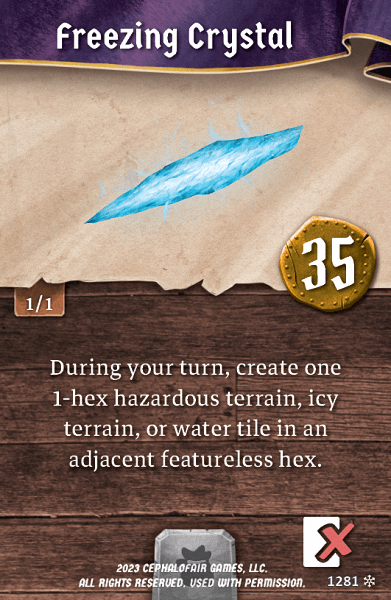 Freezing Crystal
35
1/1
During your turn, create one
1-hex hazardous terrain, icy
terrain, or water tile in an
adjacent featureless hex.
2023 CEPHALOFAIR GAMES, LLC.
ALL RIGHTS RESERVED. USED WITH PERMISSION.
1281